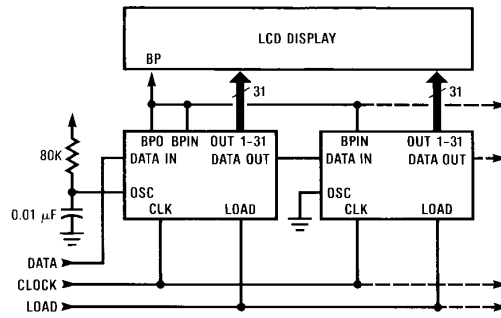 LCD DISPLAY
BP
31
31
BPO BPIN OUT 1-31
BPIN OUT 1-31
80K
DATA IN DATA OUT
DATA IN DATA OUT
OSC
OSC
0.01 μF
CLK LOAD
CLK LOAD
DATA
CLOCK
LOAD